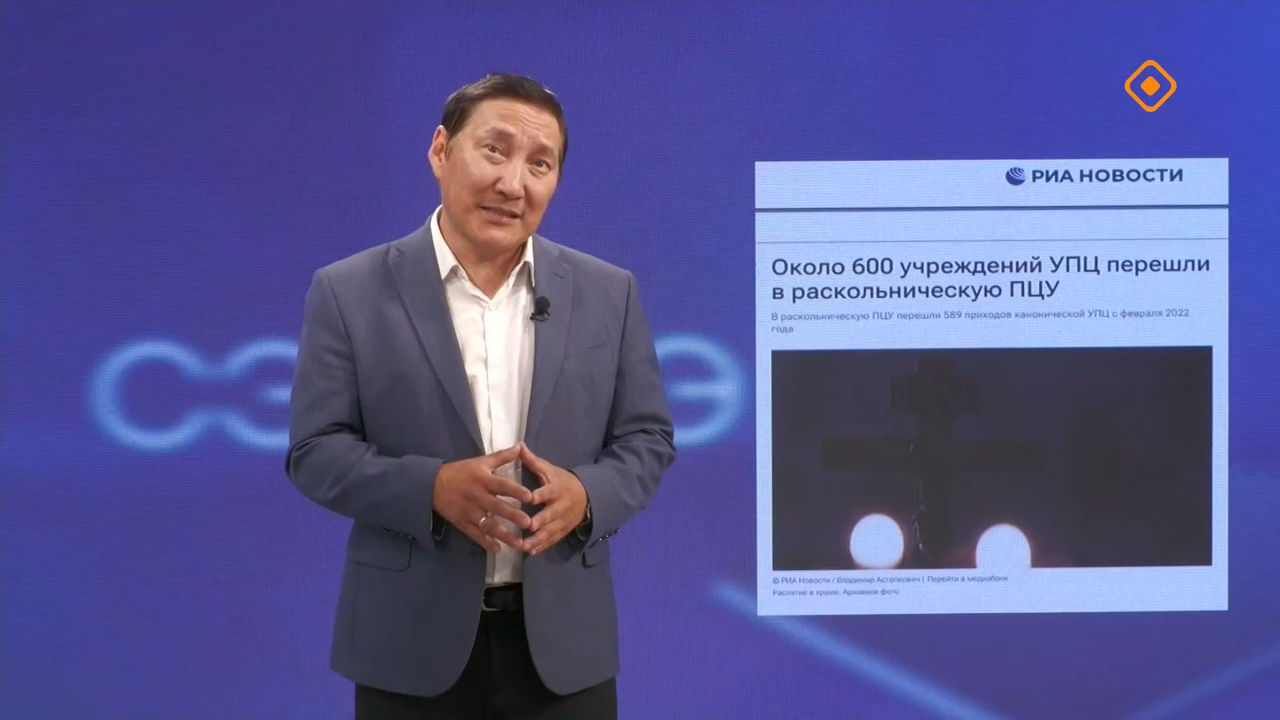 РИА НОВОСТИ
Около 600 учреждений УПЦ перешли
в раскольническую ПЦУ
В раскольническую ПЦУ перешли 589 приходов канонической УПЦ с февраля 2022
года
СЭ
Э
© РИА Новости / Владимир Астапкович | Перейти в медиабанк
Распятие в храме. Архивное фото